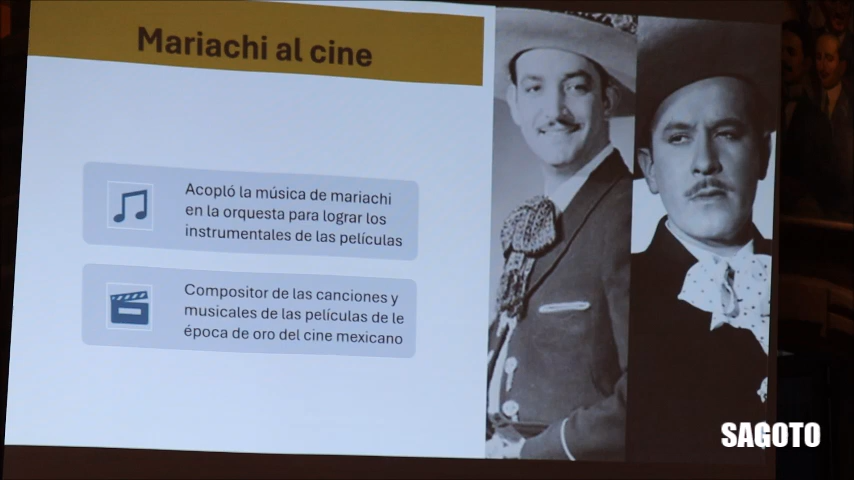 Mariachi al cine
Acopló la música de mariachi
en la orquesta para lograr los
instrumentales de las películas
Compositor de las canciones y
musicales de las películas de le
época de oro del cine mexicano
SAGOTO